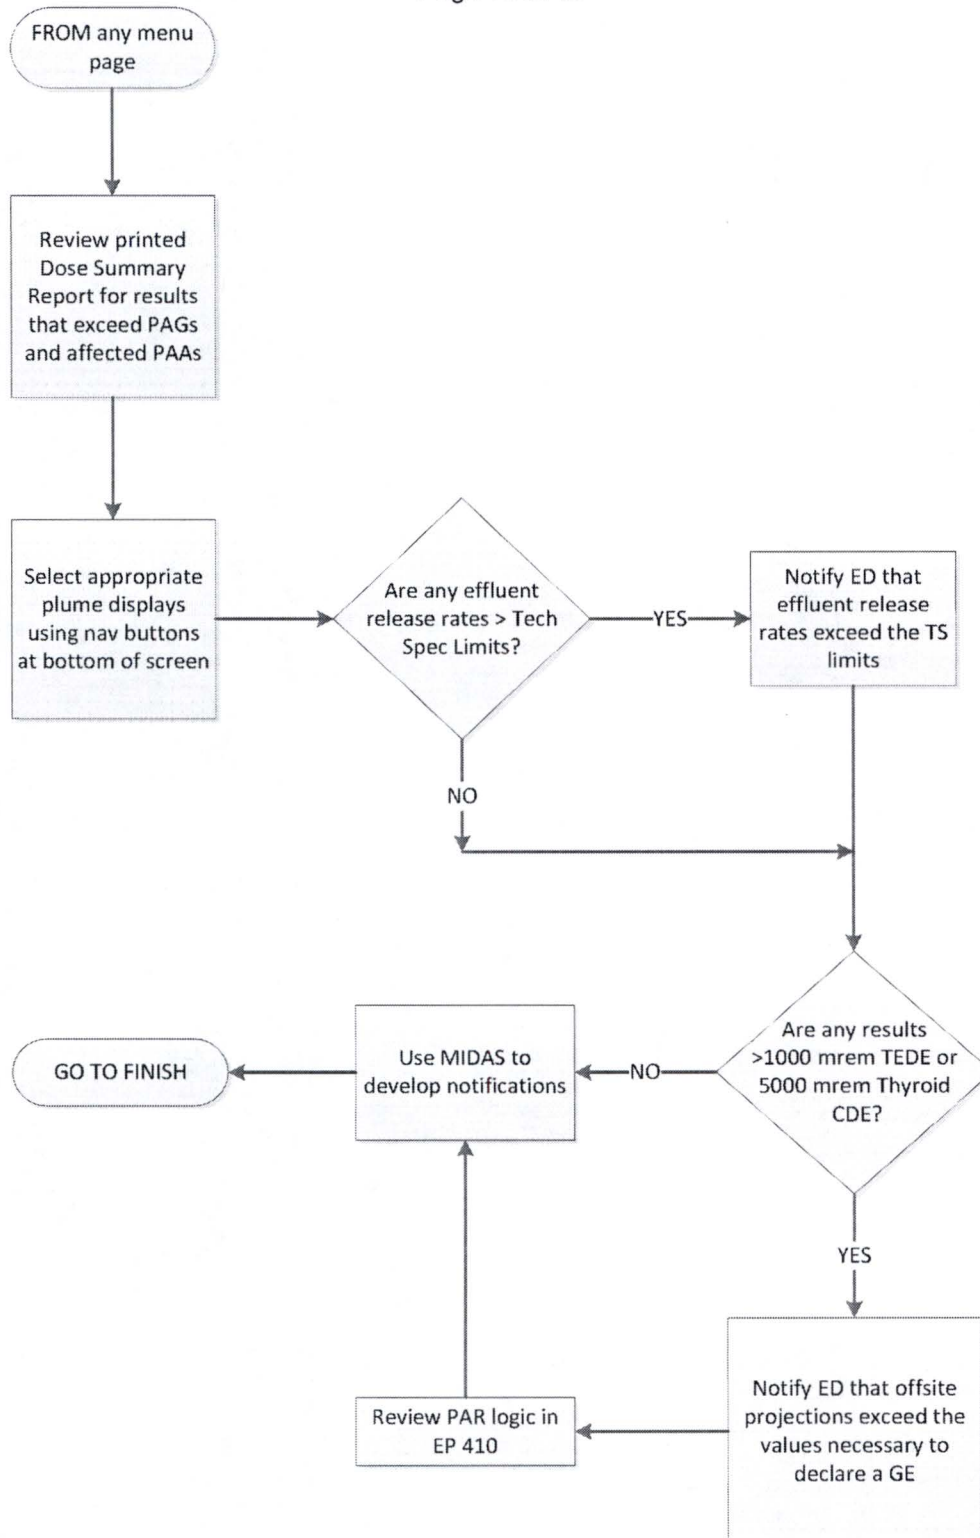 FROM any menu
page
Review printed
Dose Summary
Report for results
that exceed PAGs
and affected PAAs
Select appropriate
plume displays
using nav buttons
at bottom of screen
Are any effluent
release rates > Tech
Spec Limits?
YES
Notify ED that
effluent release
rates exceed the TS
limits
NO
Are any results
>1000 mrem TEDE or
5000 mrem Thyroid
CDE?
NO
Use MIDAS to
develop notifications
GO TO FINISH
YES
Notify ED that offsite
projections exceed the
values necessary to
declare a GE
Review PAR logic in
EP 410